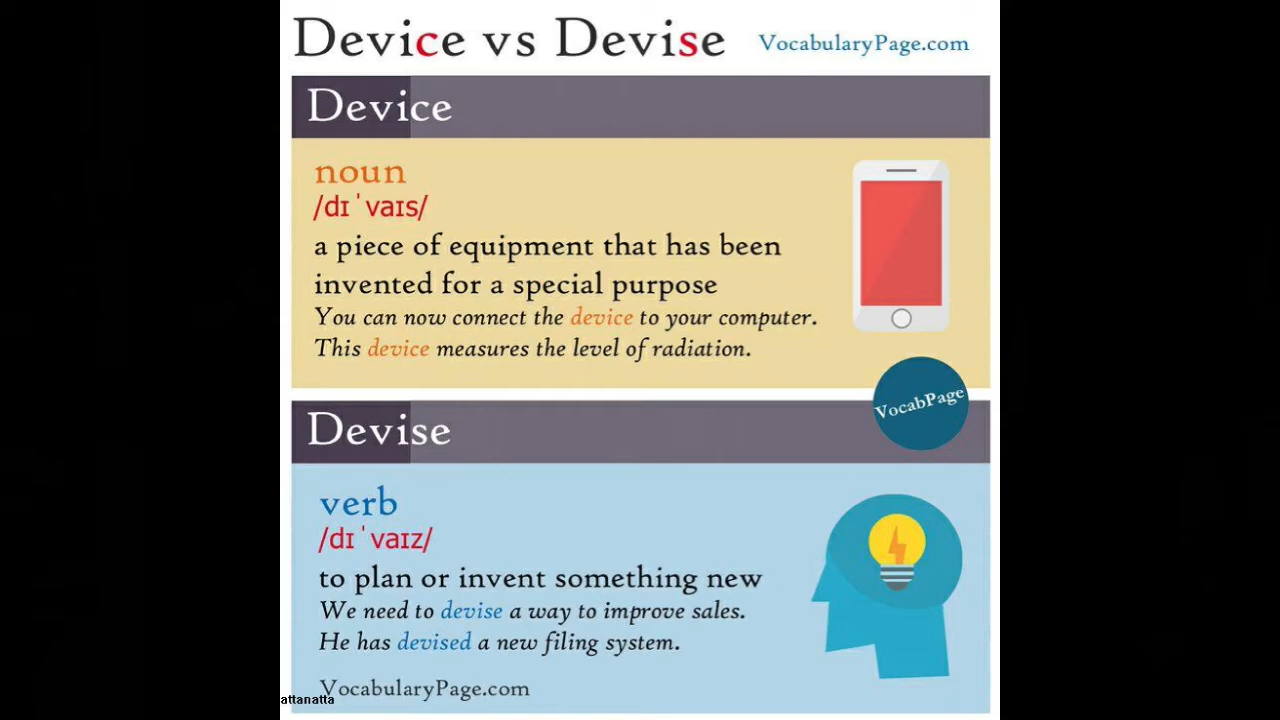 Device vs Devise
VocabularyPage.com
Device
noun
/dɪˈvaɪs/
a piece of equipment that has been
invented for a special purpose
You can now connect the device to your computer.
This device measures the level of radiation.
VocabPage
Devise
verb
/dɪˈvaɪz/
to plan or invent something new
We need to devise a way to improve sales.
He has devised a new filing system.
VocabularyPage.com
attanatta